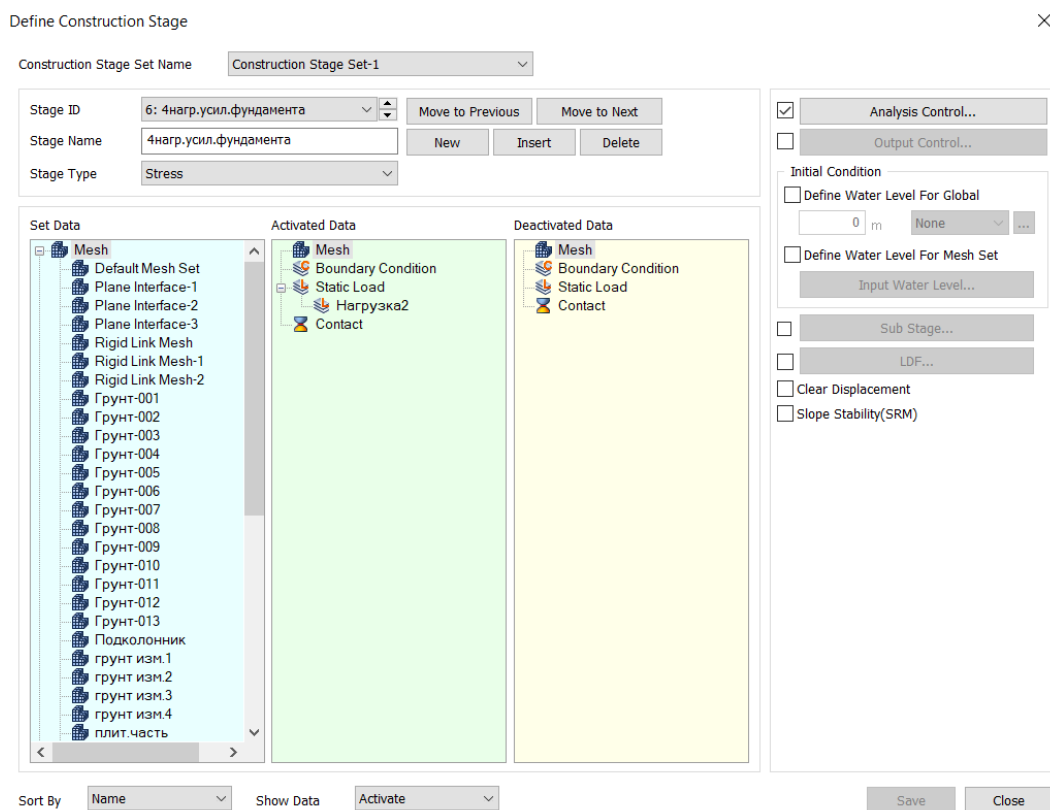 Define Construction Stage
Construction Stage Set Name
Construction Stage Set-1
Stage ID
6: 4нагр.усил.фундамента
Move to Previous
Move to Next
Stage Name
4нагр.усил.фундамента
New
Insert
Delete
Stage Type
Stress
Set Data
Mesh
Default Mesh Set
Plane Interface-1
Plane Interface-2
Plane Interface-3
Rigid Link Mesh
Rigid Link Mesh-1
Rigid Link Mesh-2
Грунт-001
Грунт-002
Грунт-003
Грунт-004
Грунт-005
Грунт-006
Грунт-007
Грунт-008
Грунт-009
Грунт-010
Грунт-011
Грунт-012
Грунт-013
Подколонник
грунт изм.1
грунт изм.2
грунт изм.3
грунт изм.4
плит.часть
Activated Data
Mesh
Boundary Condition
Static Load
Нагрузка2
Contact
Deactivated Data
Mesh
Boundary Condition
Static Load
Contact
Analysis Control...
Output Control...
Initial Condition
Define Water Level For Global
0 m
None
...
Define Water Level For Mesh Set
Input Water Level...
Sub Stage...
LDF...
Clear Displacement
Slope Stability(SRM)
Sort By
Name
Show Data
Activate
Save
Close